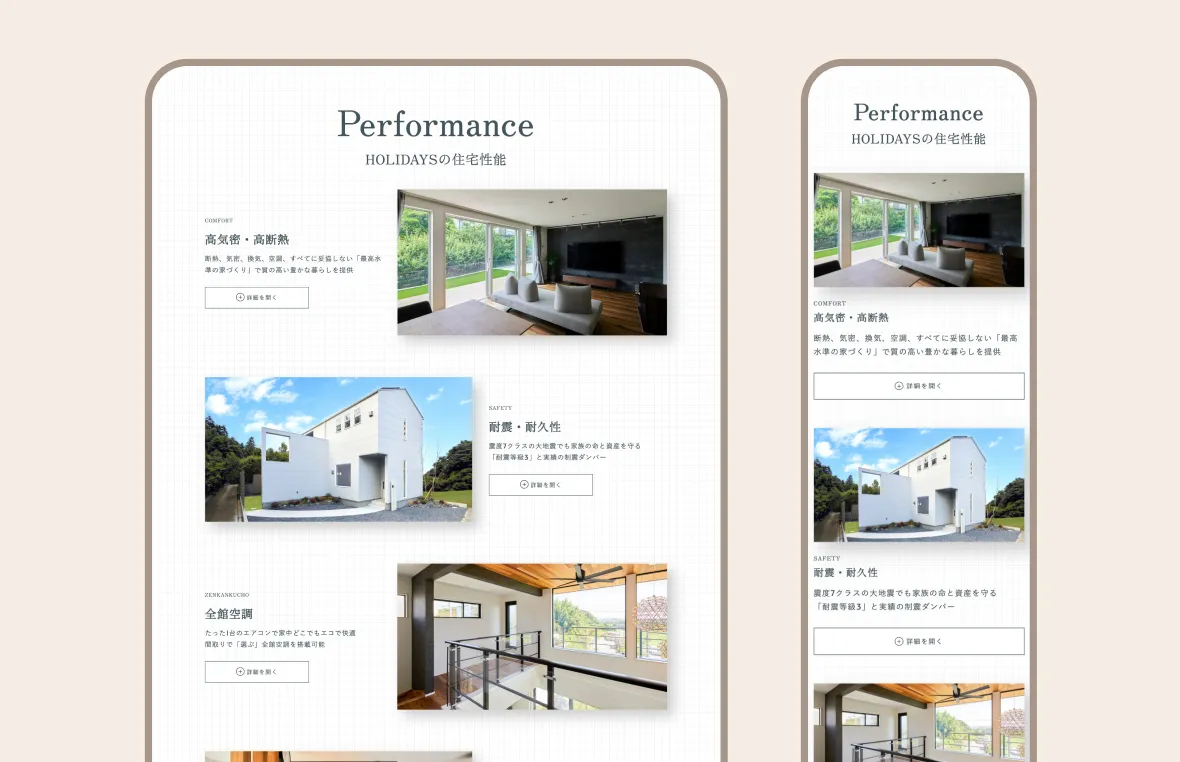 Performance
HOLIDAYSの住宅性能
COMFORT
高気密・高断熱
断熱、気密、換気、空調、すべてに妥協しない「最高水
準の家づくり」で質の高い豊かな暮らしを提供
詳細を開く
SAFETY
耐震・耐久性
震度7クラスの大地震でも家族の命と資産を守る
「耐震等級3」と実績の制震ダンパー
詳細を開く
ZENKANKUCHO
全館空調
たった1台のエアコンで家中どこでもエコで快適
間取りで「選ぶ」全館空調を搭載可能
詳細を開く
Performance
HOLIDAYSの住宅性能
COMFORT
高気密・高断熱
断熱、気密、換気、空調、すべてに妥協しない「最高
水準の家づくり」で質の高い豊かな暮らしを提供
詳細を開く
SAFETY
耐震・耐久性
震度7クラスの大地震でも家族の命と資産を守る
「耐震等級3」と実績の制震ダンパー
詳細を開く